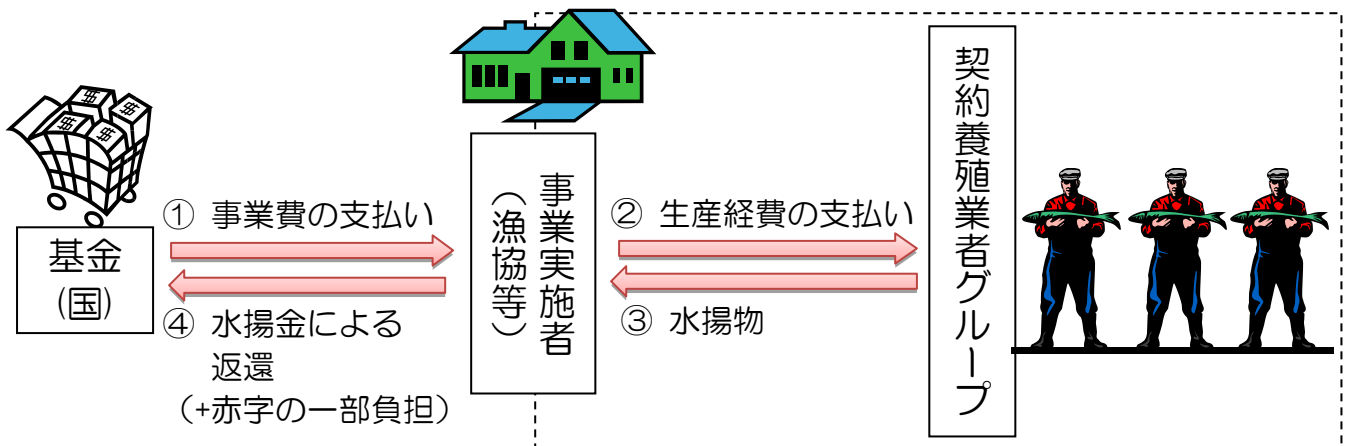 基金
(国)
① 事業費の支払い
④ 水揚金による
返還
（+赤字の一部負担）
事業実施者
（漁協等）
② 生産経費の支払い
③ 水揚物
契約養殖業者グループ
$
$
$
$